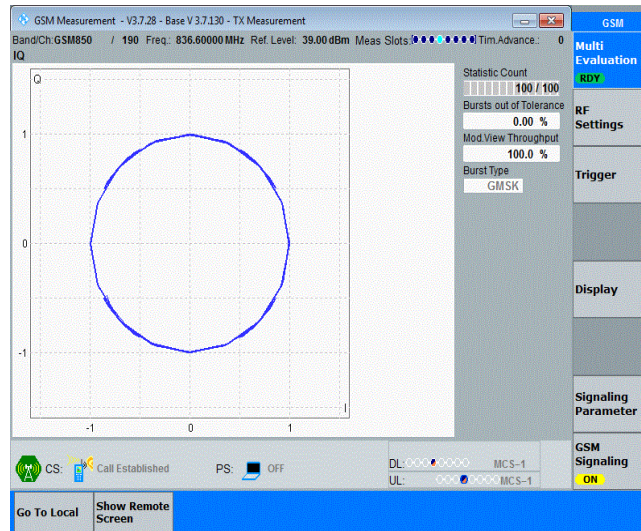 GSM Measurement - V3.7.28 - Base V 3.7.130 - TX Measurement
GSM
Band/Ch: GSM850 / 190 Freq.: 836.60000 MHz Ref. Level: 39.00 dBm Meas Slots: Tim.Advance.: 0
IQ
Q
1
0
-1
-1
0
1
I
Statistic Count
100 / 100
Bursts out of Tolerance
0.00 %
Mod.View Throughput
100.0 %
Burst Type
GMSK
Multi
Evaluation
RDY
RF
Settings
Trigger
Display
Signaling
Parameter
GSM
Signaling
ON
CS: Call Established PS: OFF
DL: MCS-1
UL: MCS-1
Go To Local
Show Remote
Screen